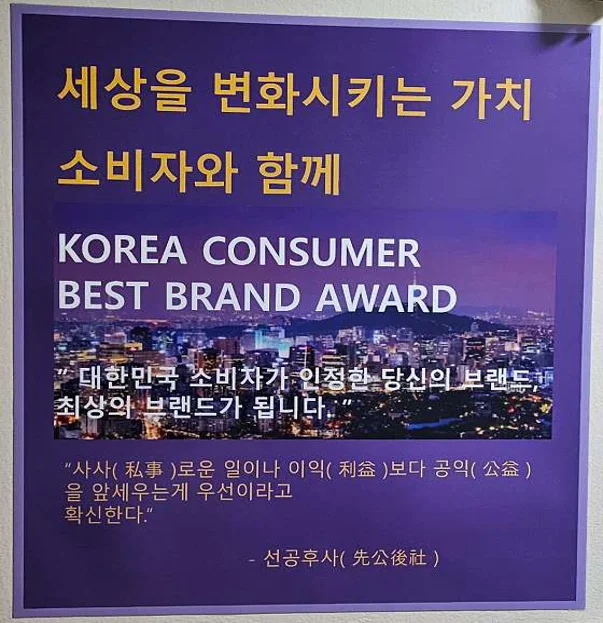 세상을 변화시키는 가치
소비자와 함께
KOREA CONSUMER
BEST BRAND AWARD
" 대한민국 소비자가 인정한 당신의 브랜드,
최상의 브랜드가 됩니다. "
"사사( 私事 )로운 일이나 이익( 利益 )보다 공익( 公益 )
을 앞세우는게 우선이라고
확신한다."
- 선공후사( 先公後社 )